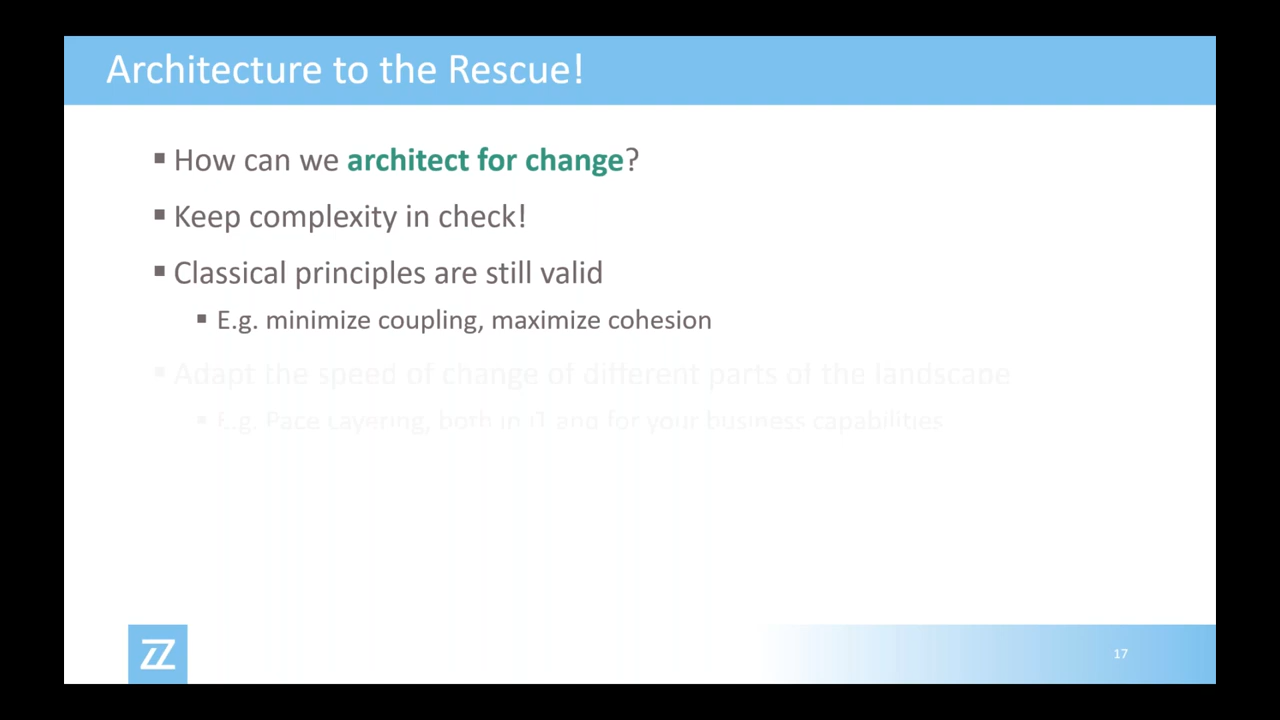 Architecture to the Rescue!
▪ How can we architect for change?
▪ Keep complexity in check!
▪ Classical principles are still valid
▪ E.g. minimize coupling, maximize cohesion
▪ Adapt the speed of change of different parts of the landscape
▪ E.g. Pace Layering, both in IT and for your business capabilities
17